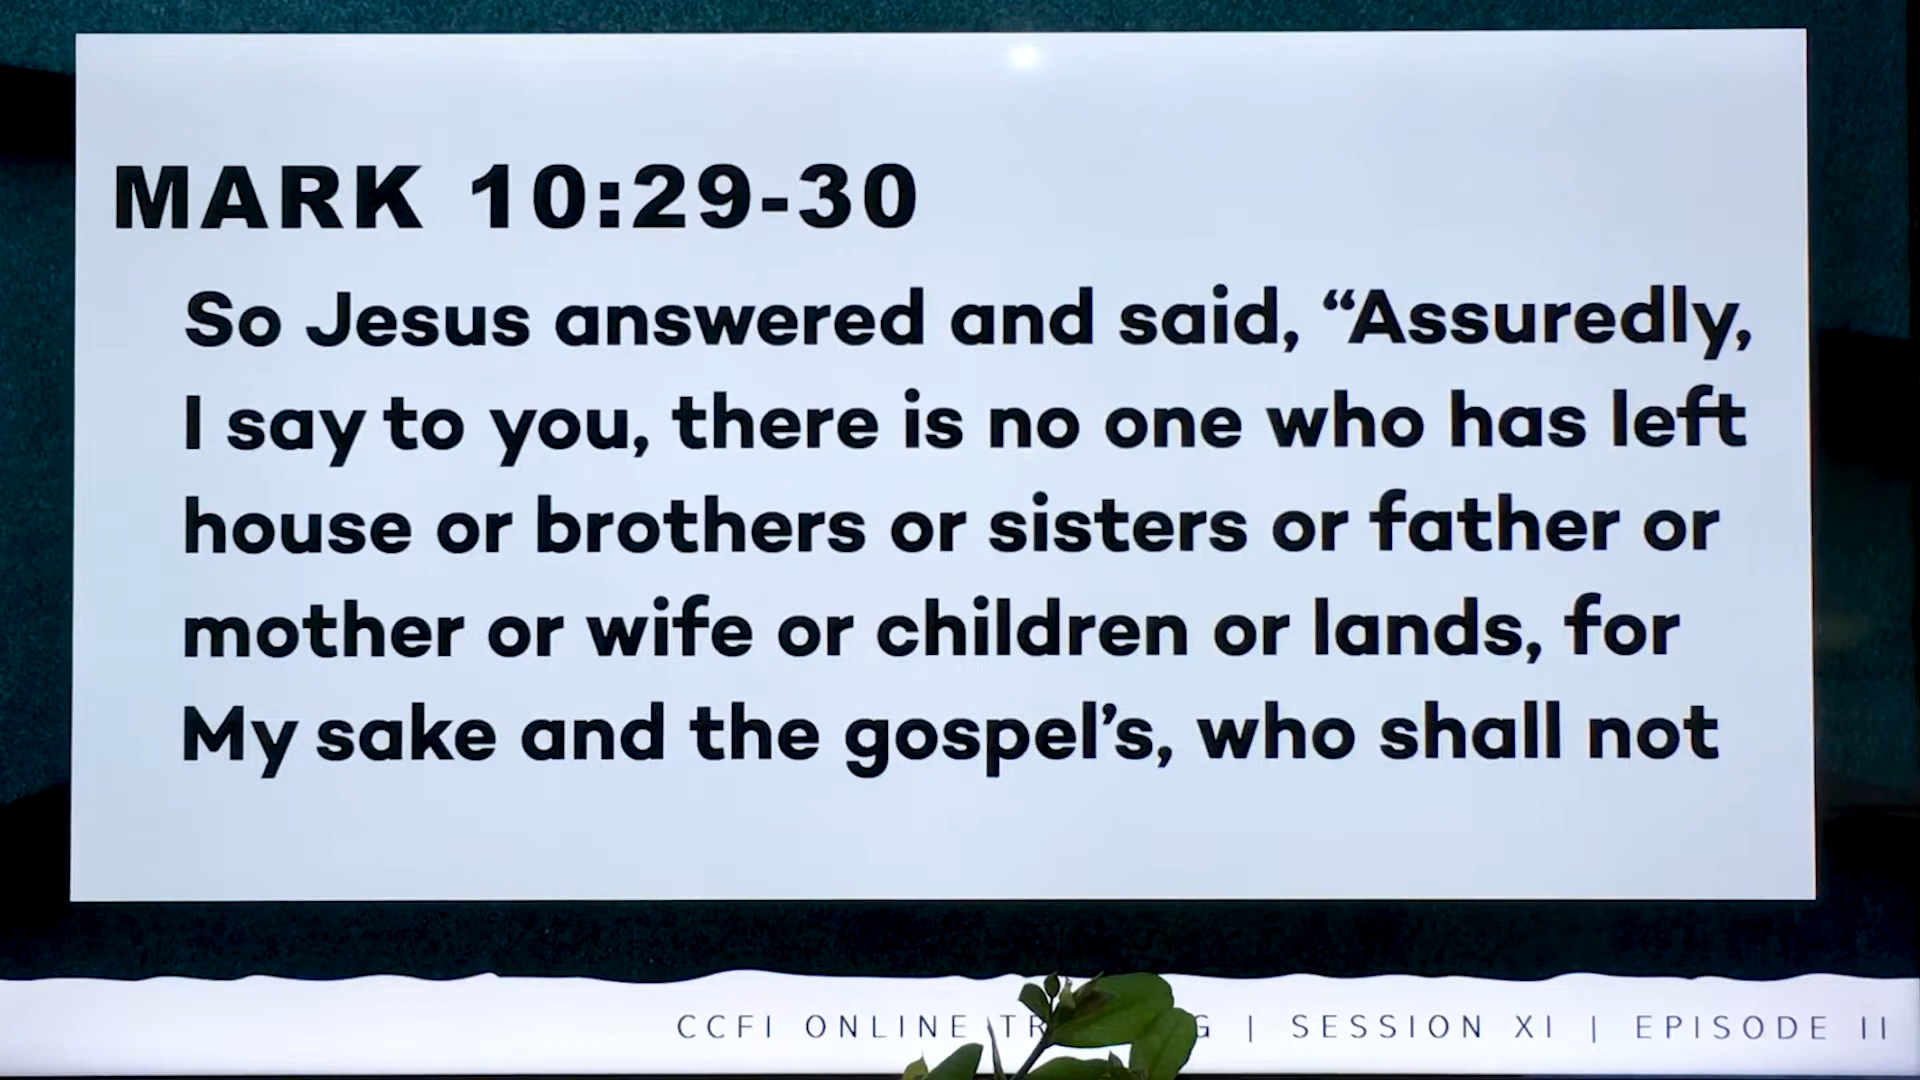 MARK 10:29-30
So Jesus answered and said, “Assuredly,
I say to you, there is no one who has left
house or brothers or sisters or father or
mother or wife or children or lands, for
My sake and the gospel’s, who shall not
CCFI ONLINE | SESSION XI | EPISODE II